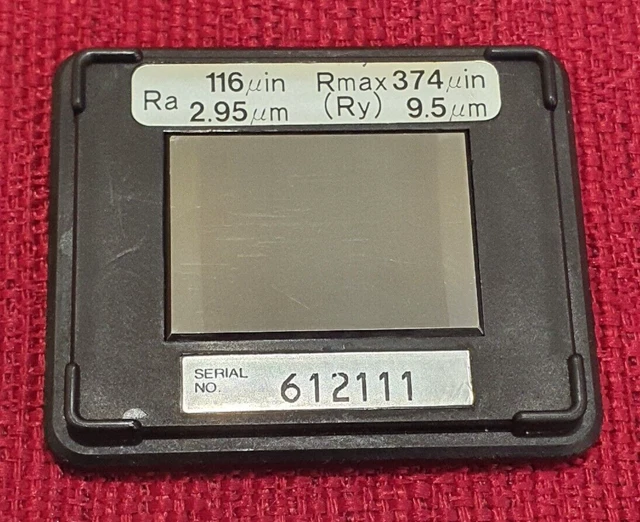 Ra 116μin Rmax 374μin
2.95μm (Ry) 9.5μm
SERIAL
NO. 612111